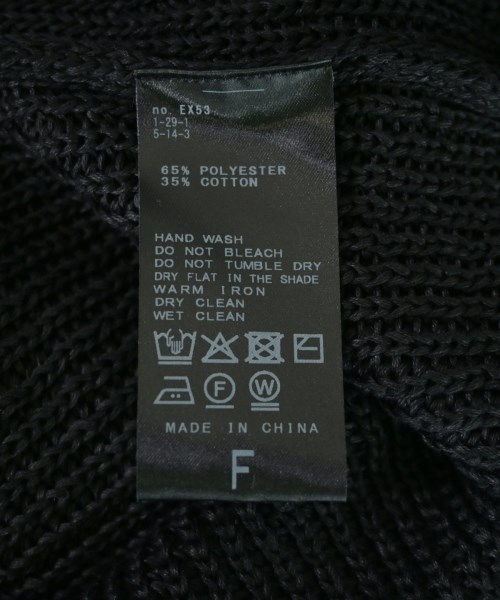 no. EX53
1-29-1
5-14-3
65% POLYESTER
35% COTTON
HAND WASH
DO NOT BLEACH
DO NOT TUMBLE DRY
DRY FLAT IN THE SHADE
WARM IRON
DRY CLEAN
WET CLEAN
F W
MADE IN CHINA
F